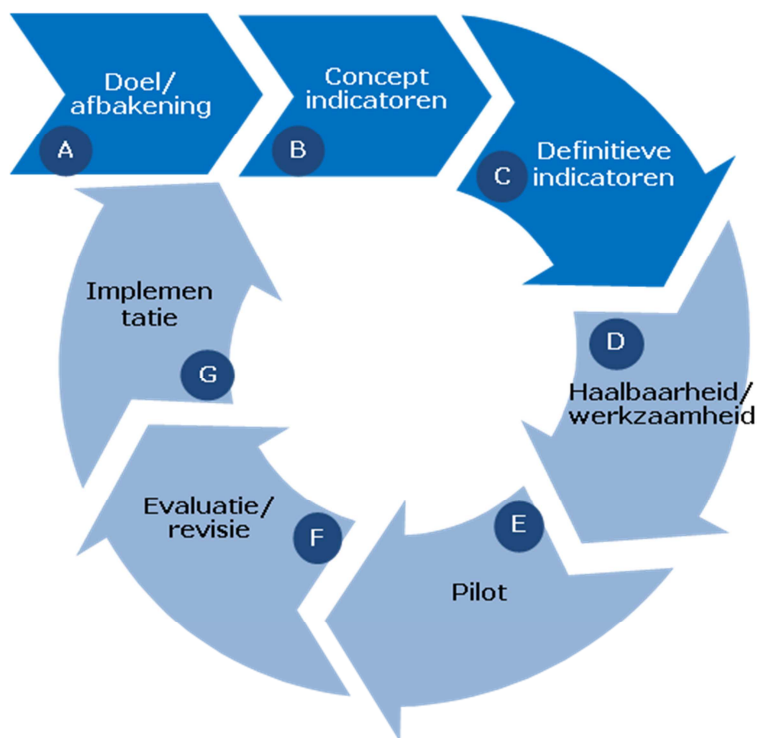 Doel/
afbakening
A
Concept
indicatoren
B
Definitieve
indicatoren
C
D
Haalbaarheid/
werkzaamheid
E
Pilot
Evaluatie/
revisie
F
Implemen
tatie
G